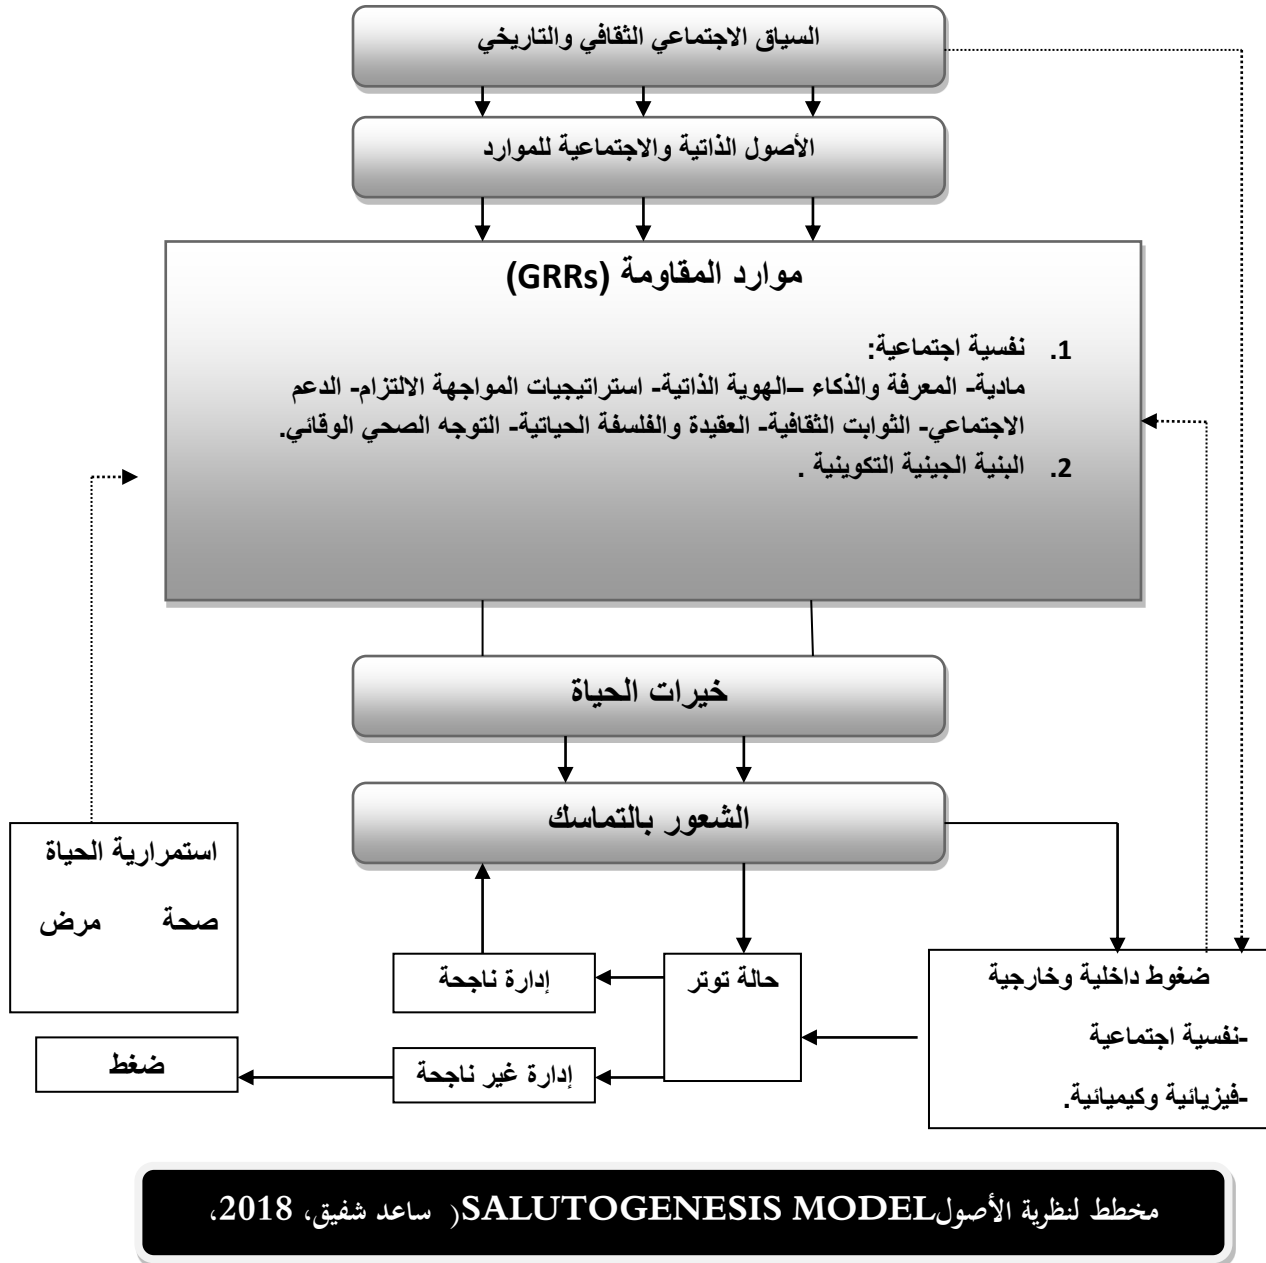 السياق الاجتماعي الثقافي والتاريخي
الأصول الذاتية والاجتماعية للموارد
موارد المقاومة (GRRs)
1. نفسية اجتماعية:
مادية- المعرفة والذكاء –الهوية الذاتية- استراتيجيات المواجهة الالتزام- الدعم
الاجتماعي- الثوابت الثقافية- العقيدة والفلسفة الحياتية- التوجه الصحي الوقائي.
2. البنية الجينية التكوينية .
خيرات الحياة
الشعور بالتماسك
استمرارية الحياة
صحة مرض
ضغوط داخلية وخارجية
-نفسية اجتماعية
-فيزيائية وكيميائية.
حالة توتر
إدارة ناجحة
إدارة غير ناجحة
ضغط
مخطط لنظرية الأصولSALUTOGENESIS MODEL( ساعد شفيق، 2018،